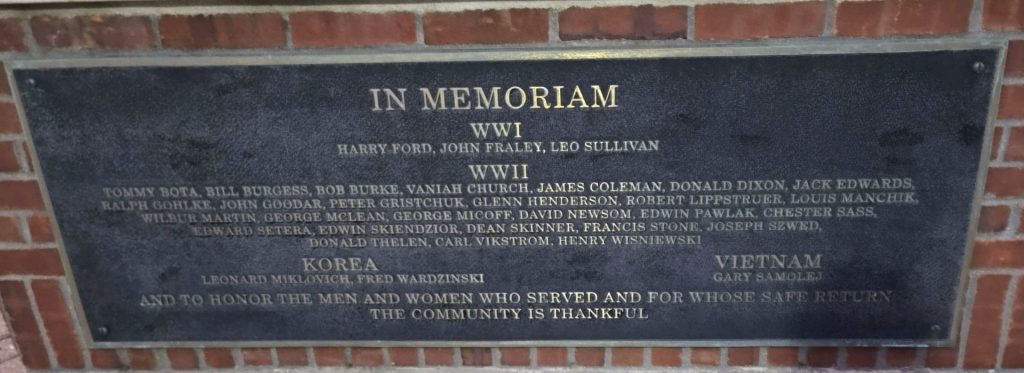 IN MEMORIAM
WWI
HARRY FORD, JOHN FRALEY, LEO SULLIVAN
WWII
TOMMY BOTA, BILL BURGESS, BOB BURKE, VANIAH CHURCH, JAMES COLEMAN, DONALD DIXON, JACK EDWARDS,
RALPH GOHLKE, JOHN GOODAR, PETER GRISTCHUK, GLENN HENDERSON, ROBERT LIPPSTRUER, LOUIS MANCHIK,
WILBUR MARTIN, GEORGE MCLEAN, GEORGE MICOFF, DAVID NEWSOM, EDWIN PAWLAK, CHESTER SASS,
EDWARD SETERA, EDWIN SKIENDZIOR, DEAN SKINNER, FRANCIS STONE, JOSEPH SZWED,
DONALD THELEN, CARL VIKSTROM, HENRY WISNIEWSKI
KOREA
LEONARD MIKLOVICH, FRED WARDZINSKI
VIETNAM
GARY SAMOLEJ
AND TO HONOR THE MEN AND WOMEN WHO SERVED AND FOR WHOSE SAFE RETURN
THE COMMUNITY IS THANKFUL